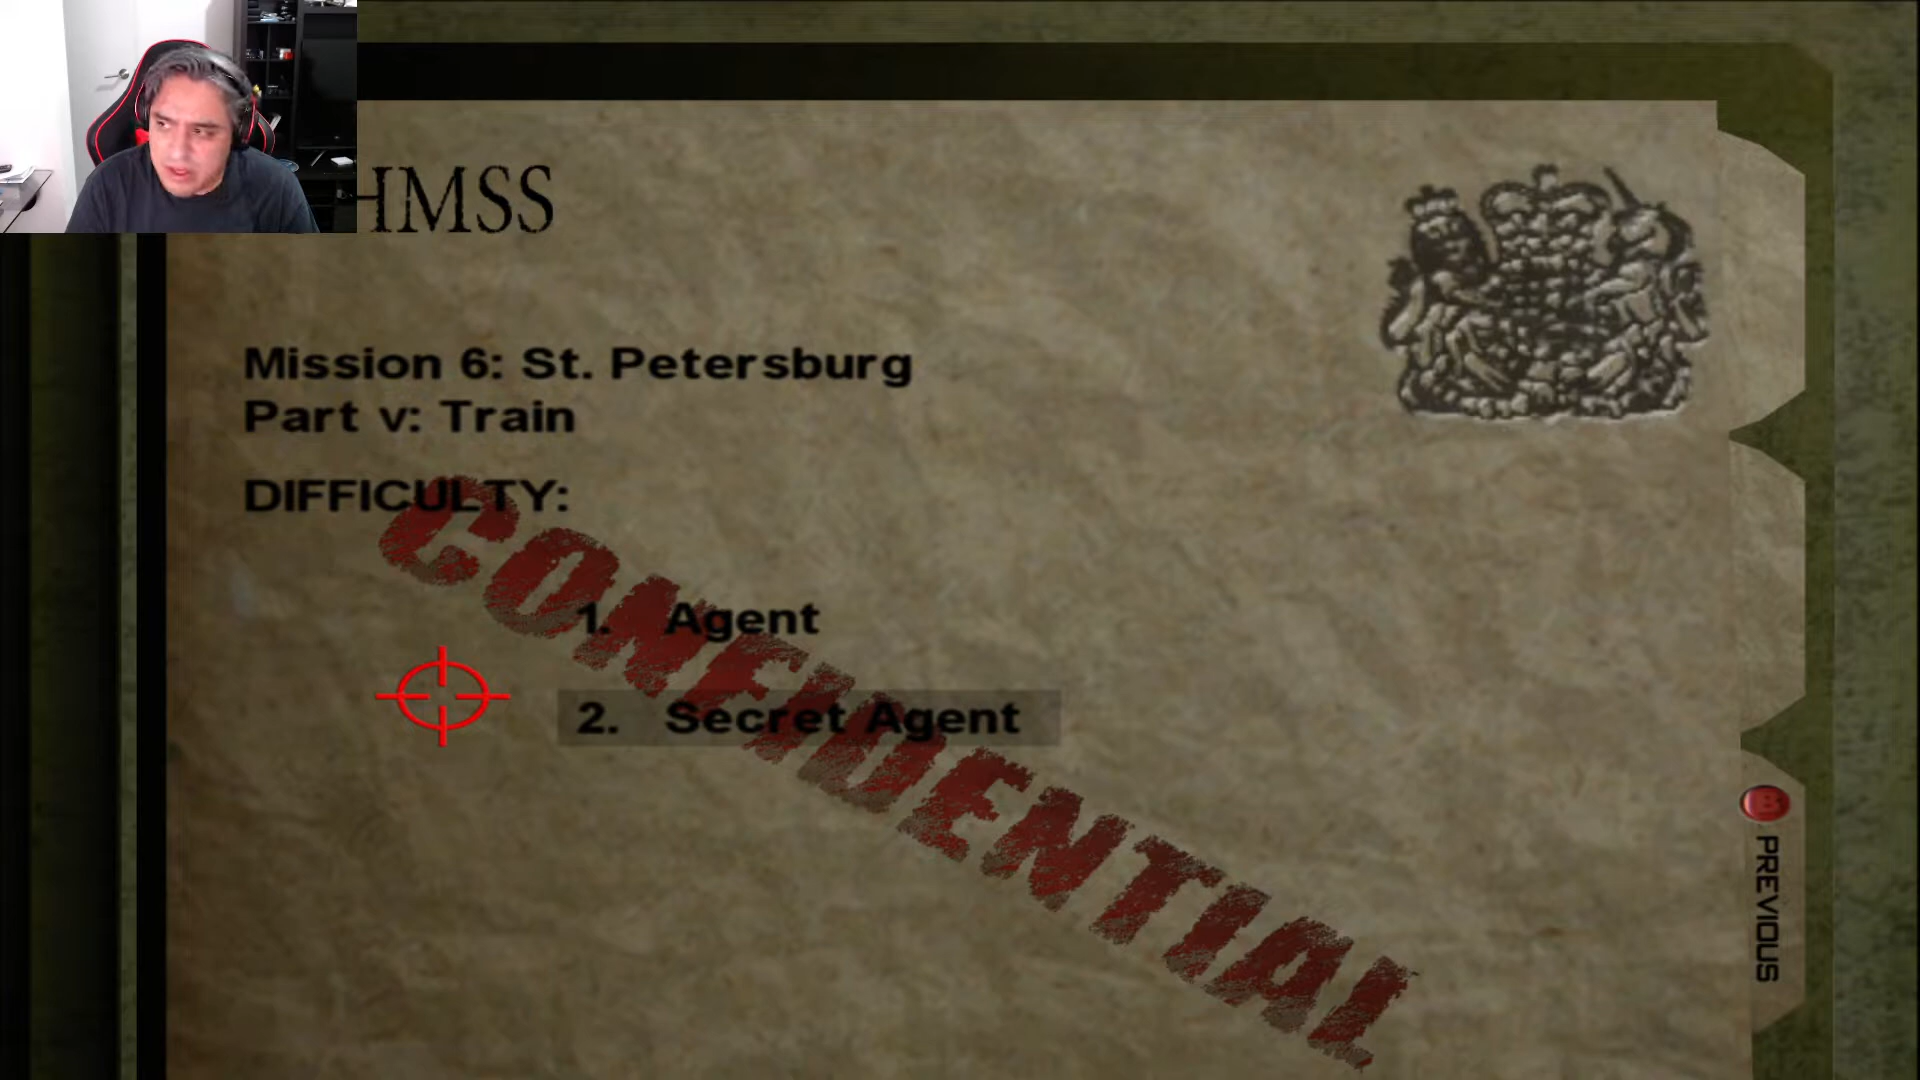 HMSS
Mission 6: St. Petersburg
Part v: Train
DIFFICULTY:
CONFIDENTIAL
1. Agent
2. Secret Agent
B PREVIOUS